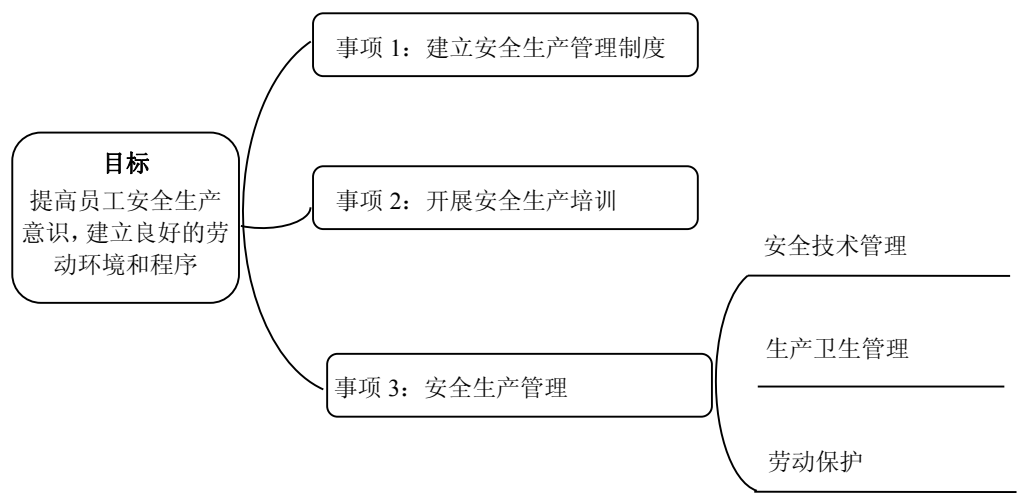 目标
提高员工安全生产
意识，建立良好的劳
动环境和程序
事项 1：建立安全生产管理制度
事项 2：开展安全生产培训
事项 3：安全生产管理
安全技术管理
生产卫生管理
劳动保护